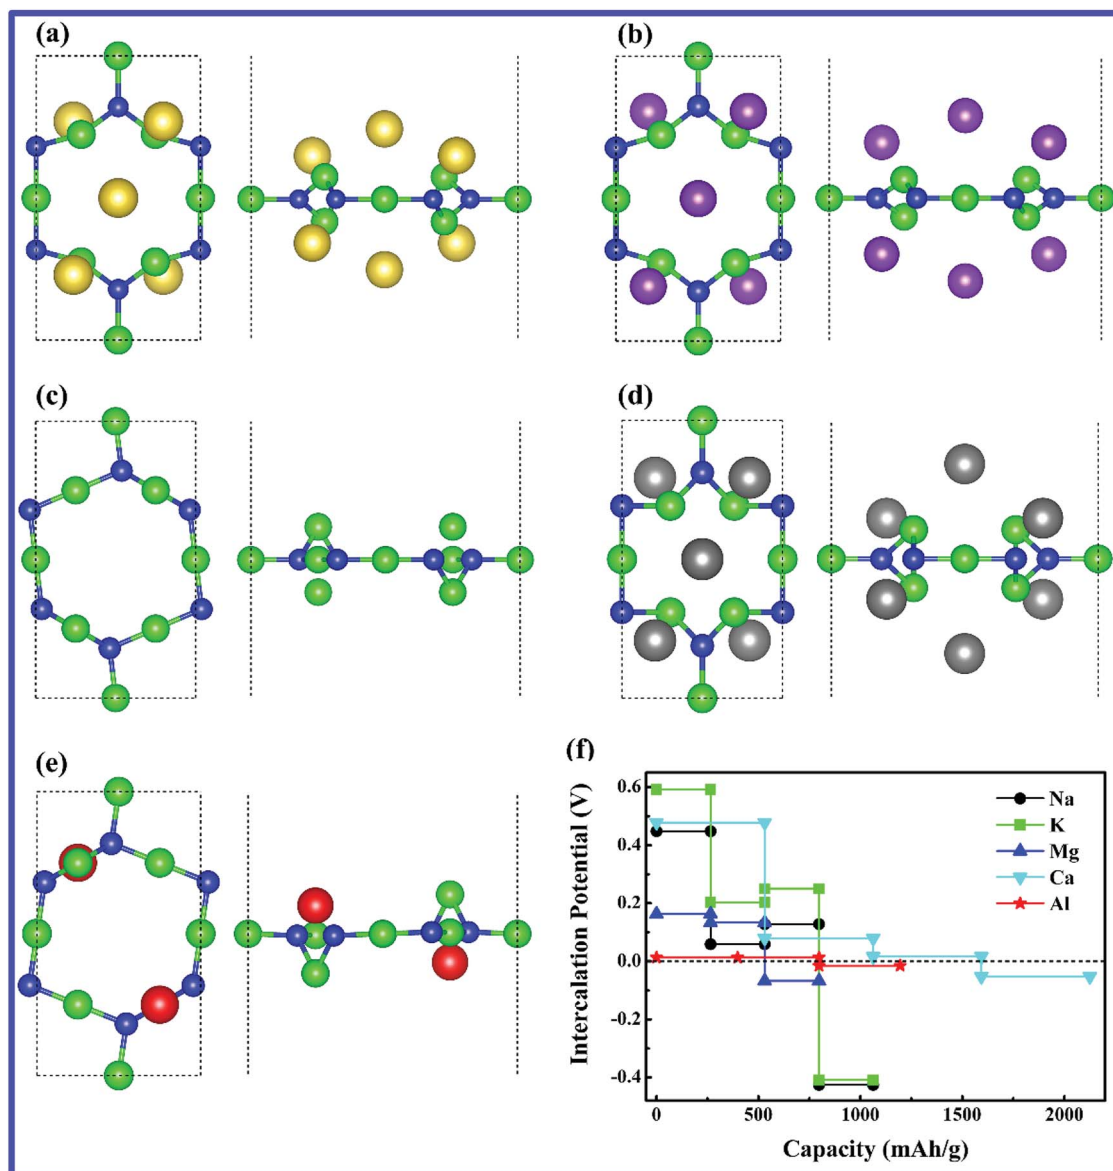 (a)
(b)
(c)
(d)
(e)
(f)
0.6
0.4
0.2
0.0
-0.2
-0.4
Intercalation Potential (V)
Na
K
Mg
Ca
Al
0
500
1000
1500
2000
Capacity (mAh/g)